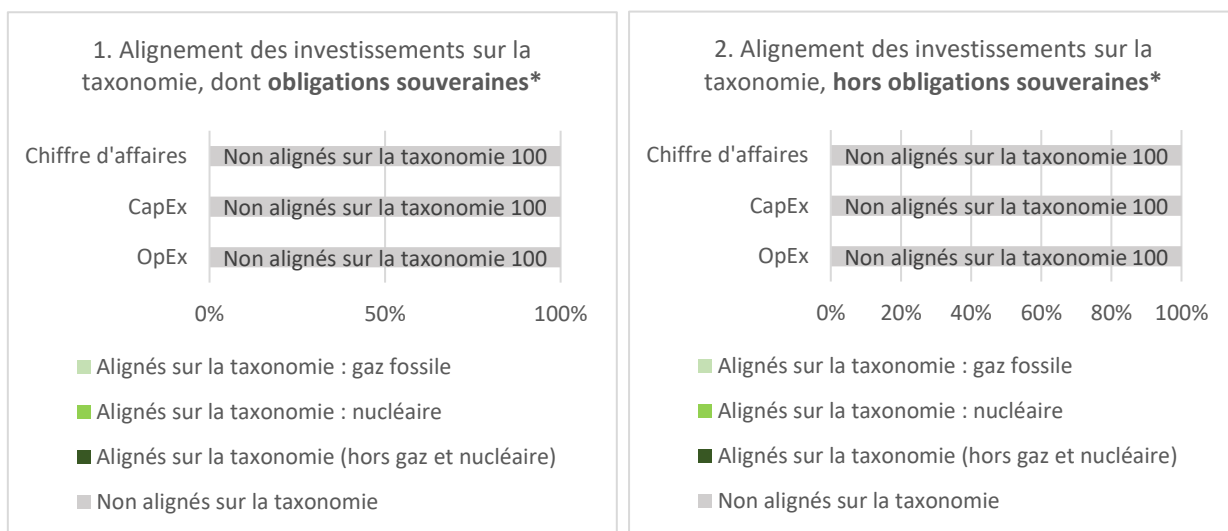 1. Alignement des investissements sur la
taxonomie, dont obligations souveraines*
Chiffre d'affaires
Non alignés sur la taxonomie 100
CapEx
Non alignés sur la taxonomie 100
OpEx
Non alignés sur la taxonomie 100
0%
50%
100%
Alignés sur la taxonomie : gaz fossile
Alignés sur la taxonomie : nucléaire
Alignés sur la taxonomie (hors gaz et nucléaire)
Non alignés sur la taxonomie
2. Alignement des investissements sur la
taxonomie, hors obligations souveraines*
Chiffre d'affaires
Non alignés sur la taxonomie 100
CapEx
Non alignés sur la taxonomie 100
OpEx
Non alignés sur la taxonomie 100
0%
20%
40%
60%
80%
100%
Alignés sur la taxonomie : gaz fossile
Alignés sur la taxonomie : nucléaire
Alignés sur la taxonomie (hors gaz et nucléaire)
Non alignés sur la taxonomie